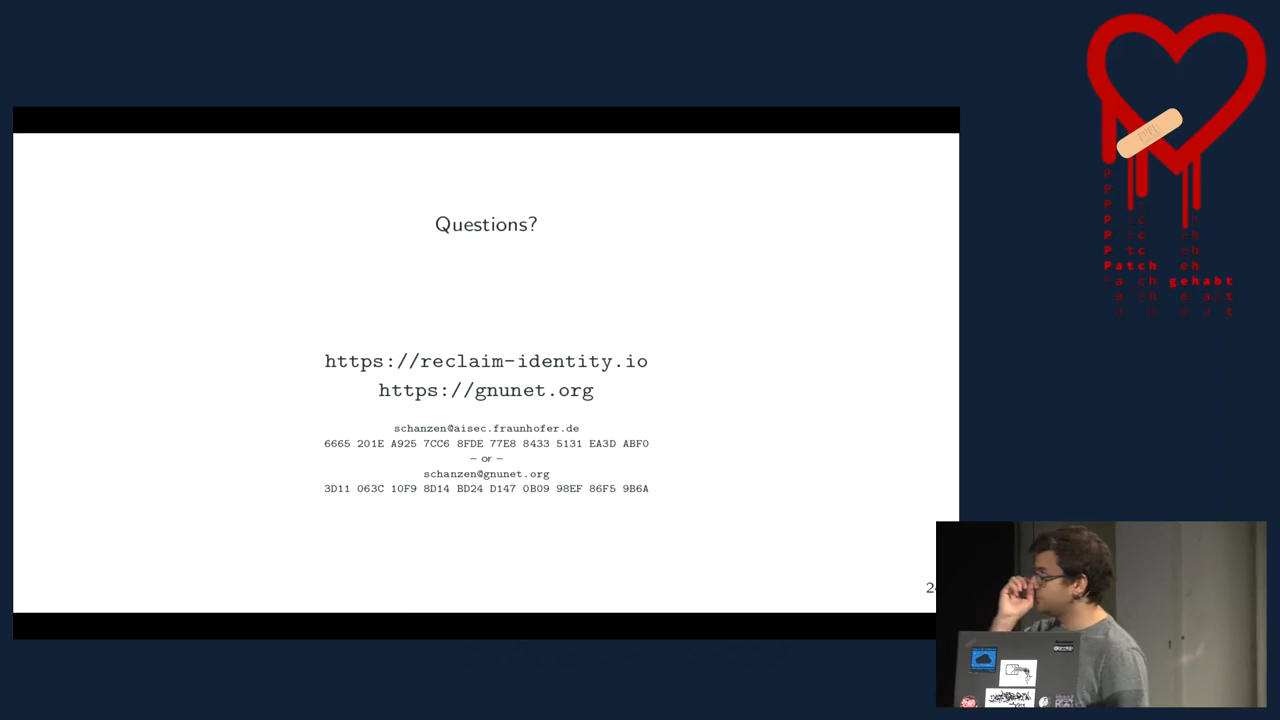 Questions?
https://reclaim-identity.io
https://gnunet.org
schanzen@aisec.fraunhofer.de
6665 201E A925 7CC6 8FDE 77E8 8433 5131 EA3D ABF0
– or –
schanzen@gnunet.org
3D11 063C 10F9 8D14 BD24 D147 0B09 98EF 86F5 9B6A
Patch
gehabt